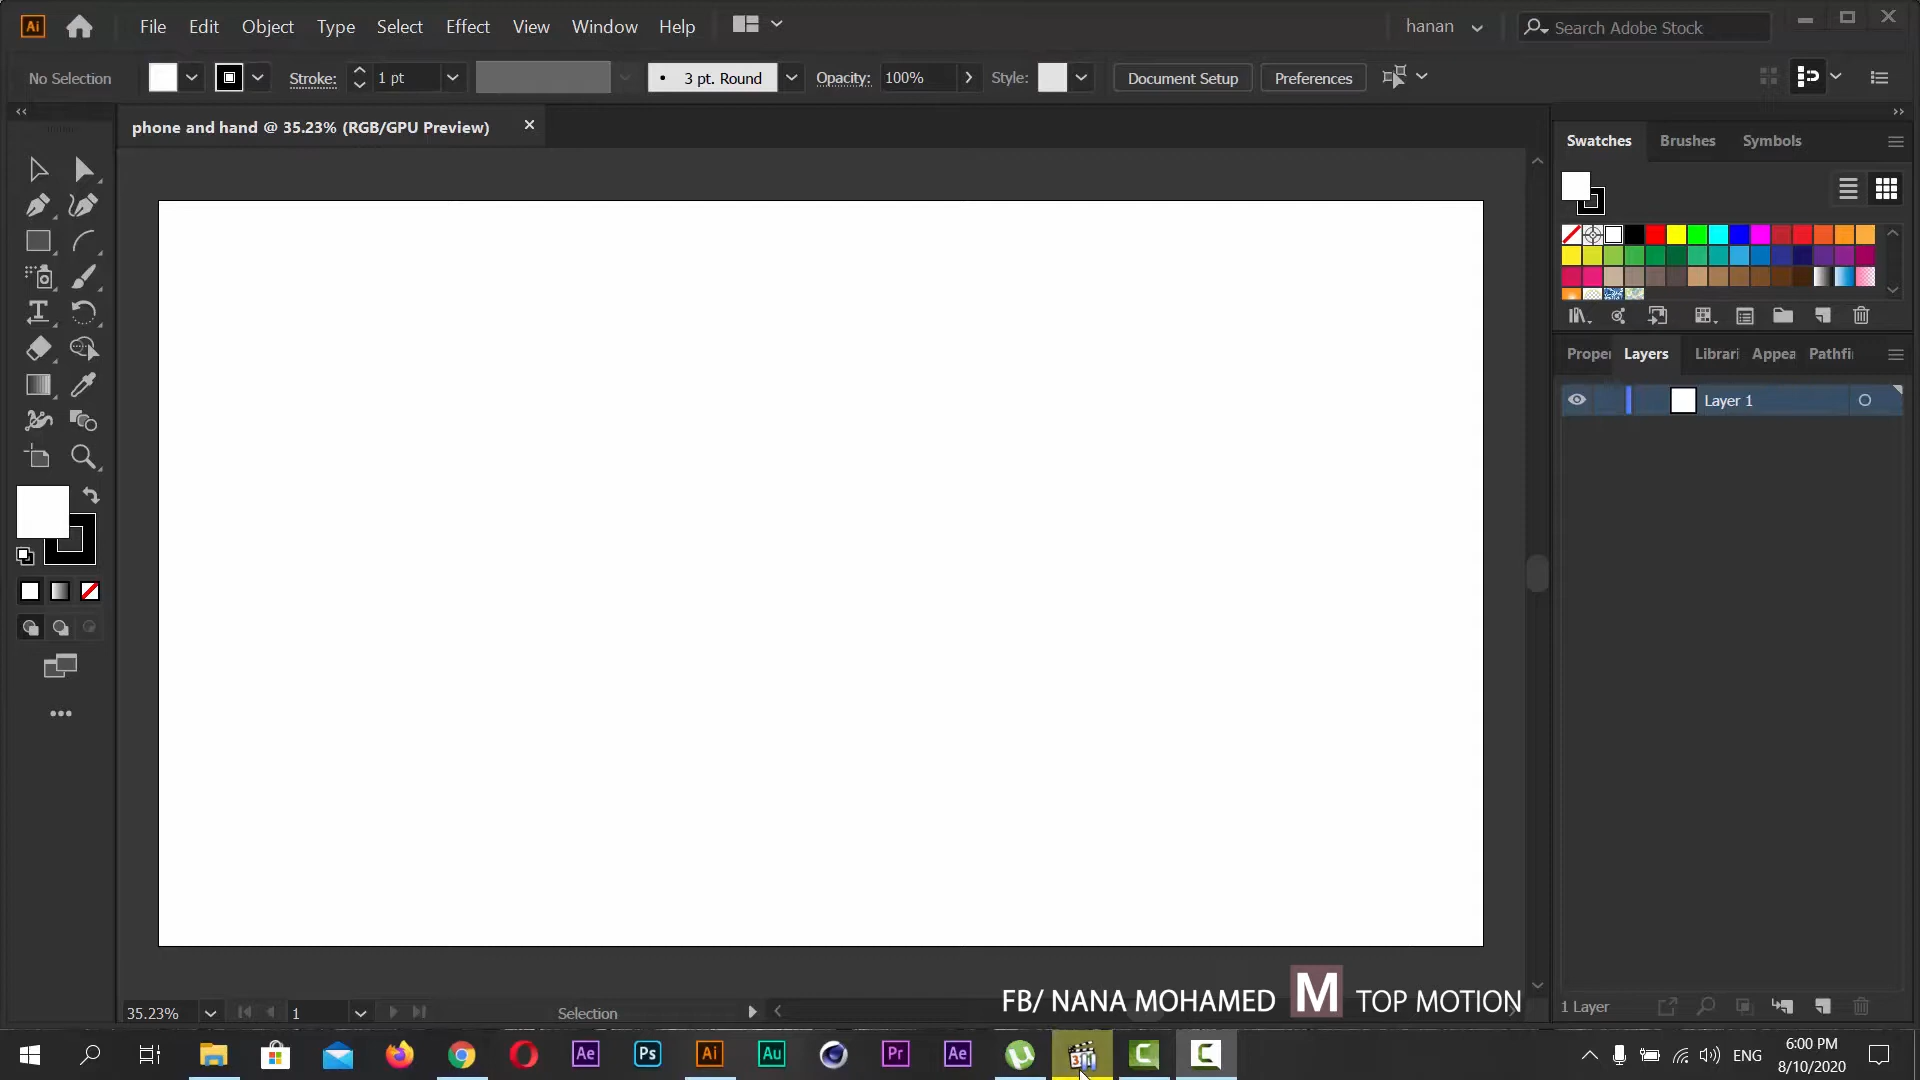 Ai File Edit Object Type Select Effect View Window Help hanan Search Adobe Stock
No Selection Stroke: 1 pt 3 pt. Round Opacity: 100% Style: Document Setup Preferences
phone and hand @ 35.23% (RGB/GPU Preview)
Swatches Brushes Symbols
Proper Layers Librari Appea Pathfi
Layer 1
FB/ NANA MOHAMED M TOP MOTION
35.23% 1 Selection
1 Layer
Ae Ps Ai Au Pr Ae ENG
6:00 PM
8/10/2020